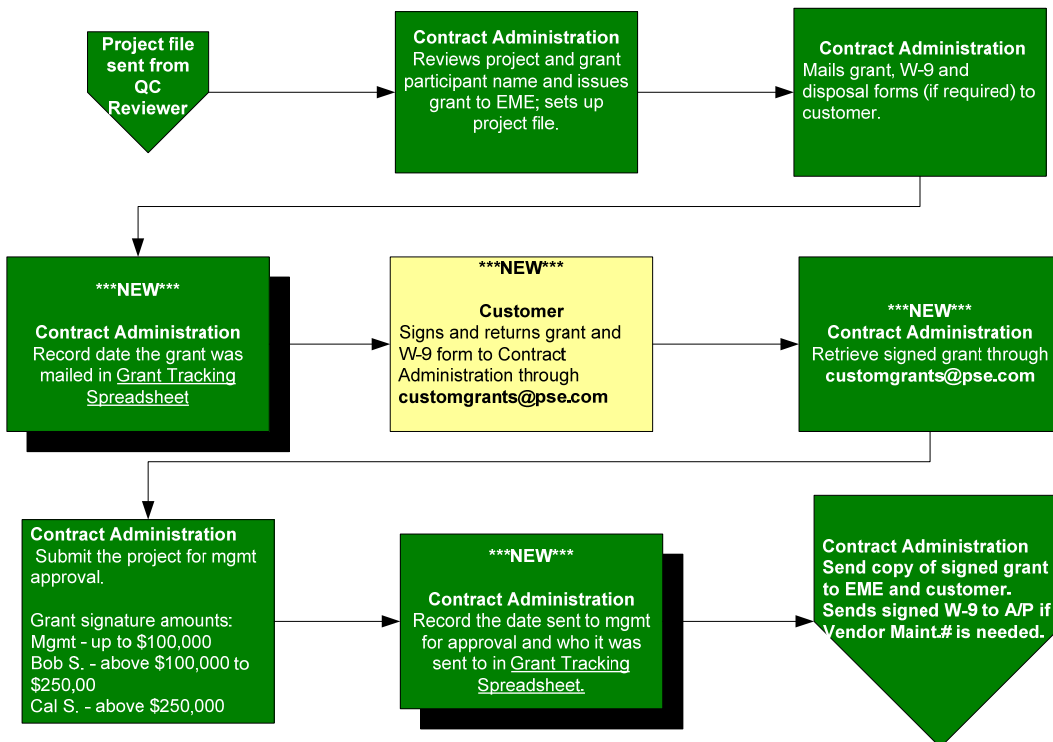 Project file
sent from
QC
Reviewer
Contract Administration
Reviews project and grant
participant name and issues
grant to EME; sets up
project file.
Contract Administration
Mails grant, W-9 and
disposal forms (if required) to
customer.
***NEW***
Contract Administration
Record date the grant was
mailed in Grant Tracking
Spreadsheet
***NEW***
Customer
Signs and returns grant and
W-9 form to Contract
Administration through
customgrants@pse.com
***NEW***
Contract Administration
Retrieve signed grant through
customgrants@pse.com
Contract Administration
Submit the project for mgmt
approval.
Grant signature amounts:
Mgmt - up to $100,000
Bob S. - above $100,000 to
$250,00
Cal S. - above $250,000
***NEW***
Contract Administration
Record the date sent to mgmt
for approval and who it was
sent to in Grant Tracking
Spreadsheet.
Contract Administration
Send copy of signed grant
to EME and customer.
Sends signed W-9 to A/P if
Vendor Maint.# is needed.